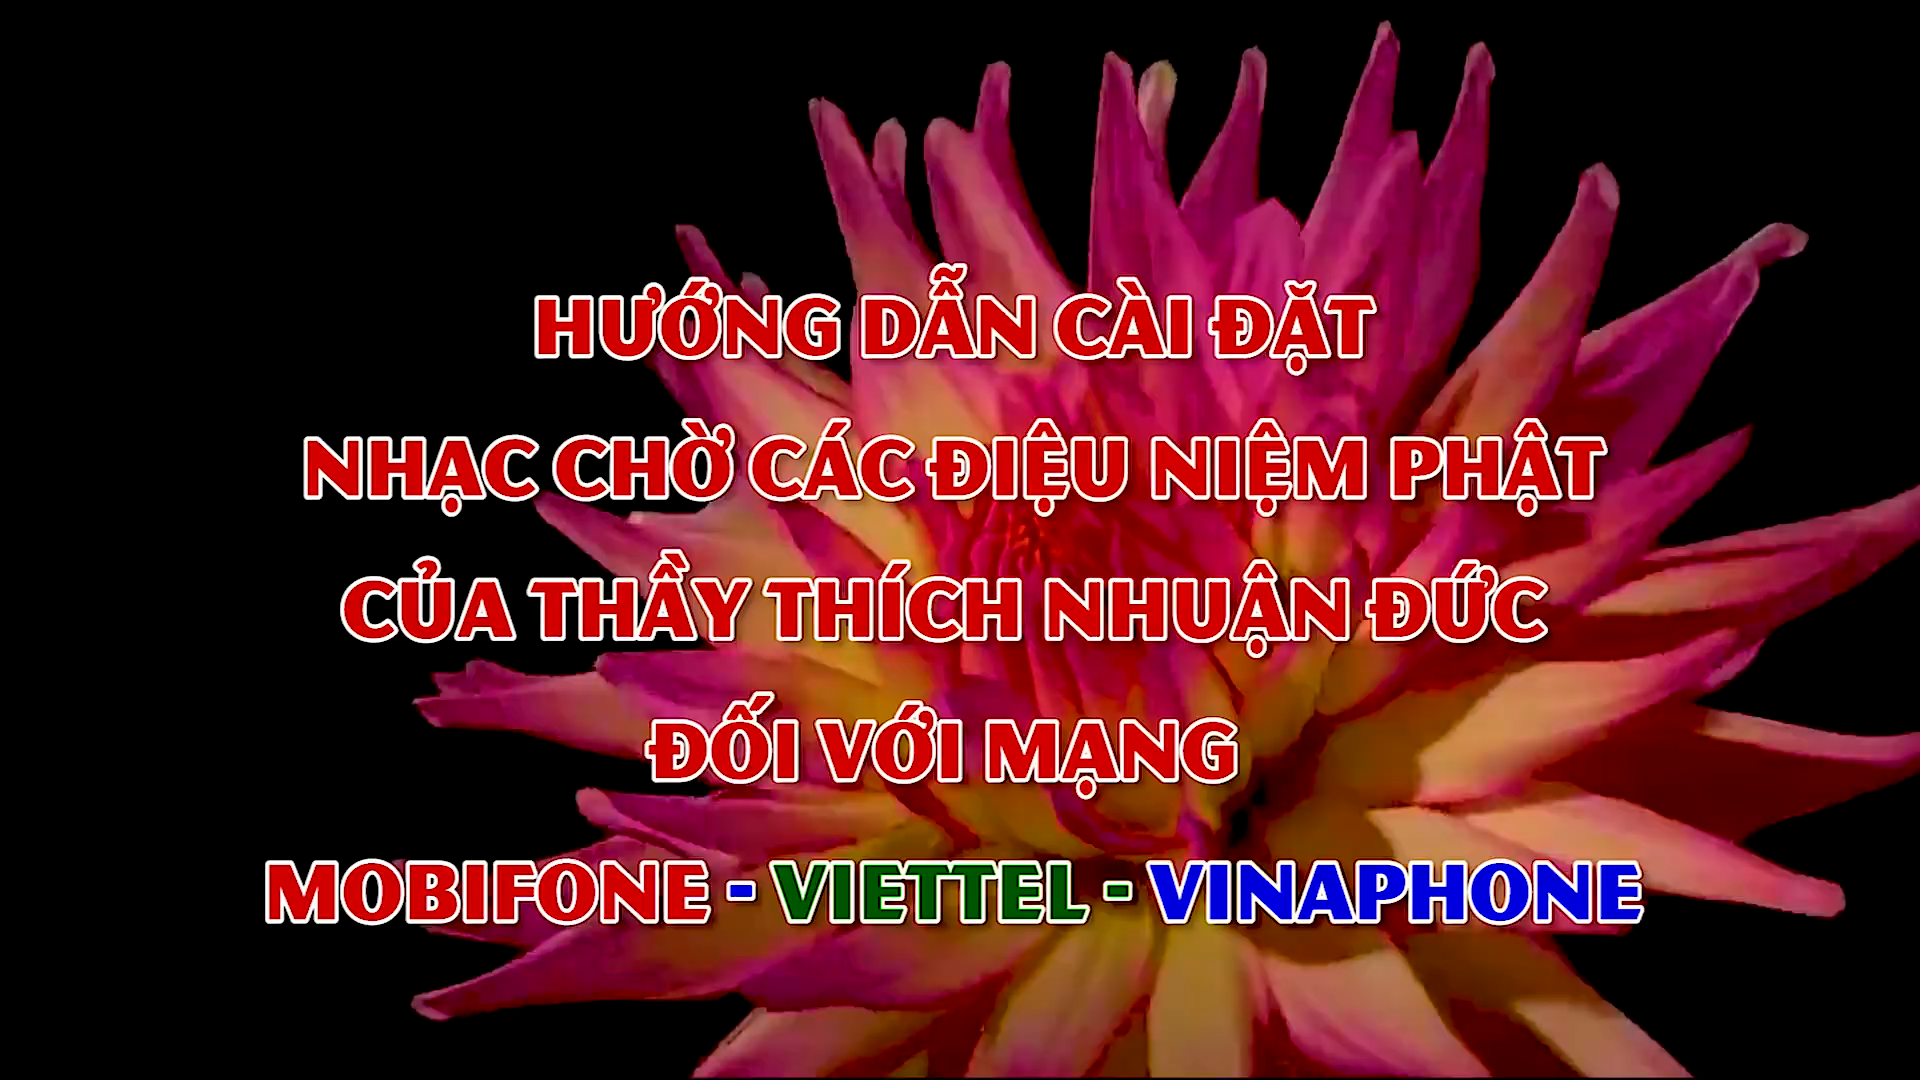 HƯỚNG DẪN CÀI ĐẶT
NHẠC CHỜ CÁC ĐIỆU NIỆM PHẬT
CỦA THẦY THÍCH NHUẬN ĐỨC
ĐỐI VỚI MẠNG
MOBIFONE - VIETTEL - VINAPHONE